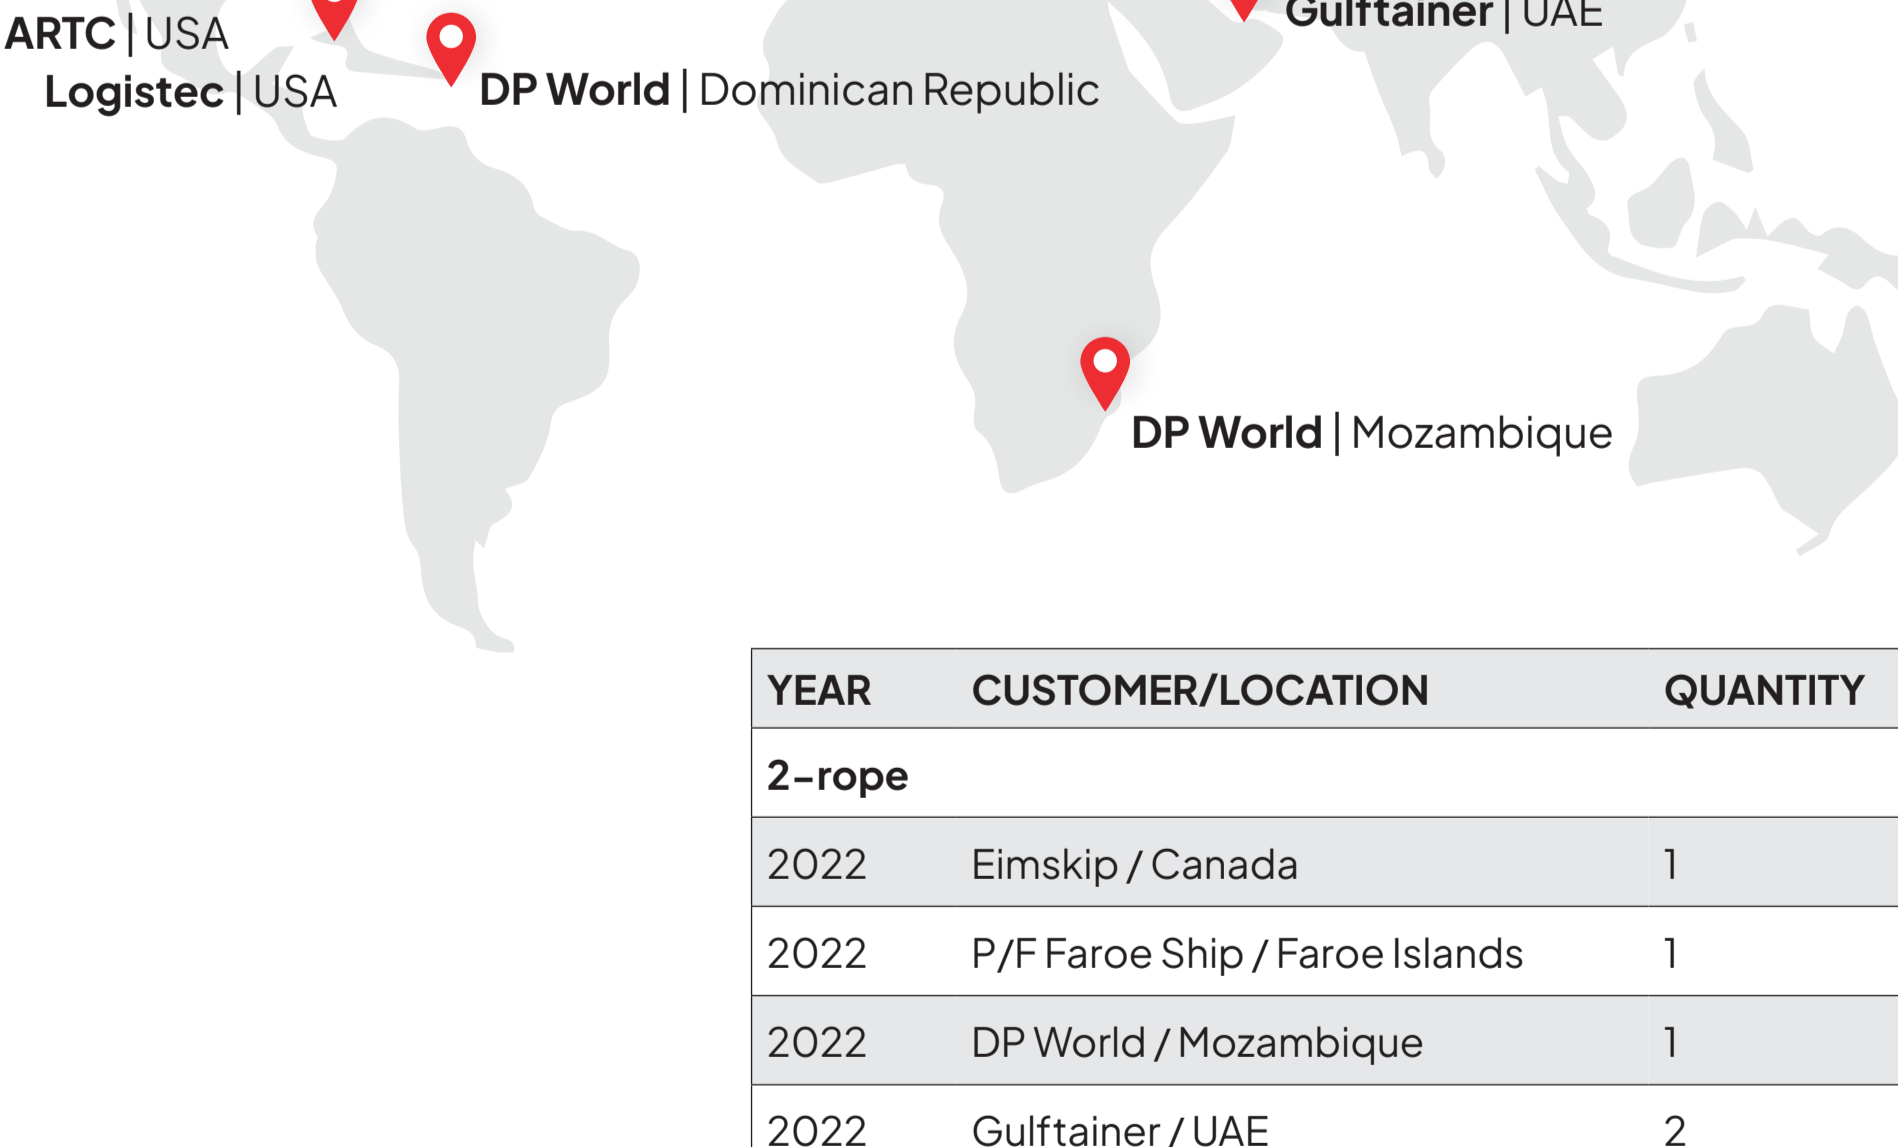 Gulftainer | UAE
ARTC | USA
Logistec | USA
DP World | Dominican Republic
DP World | Mozambique
YEAR CUSTOMER/LOCATION QUANTITY
2-rope
2022 Eimskip / Canada 1
2022 P/F Faroe Ship / Faroe Islands 1
2022 DP World / Mozambique 1
2022 Gulftainer / UAE 2